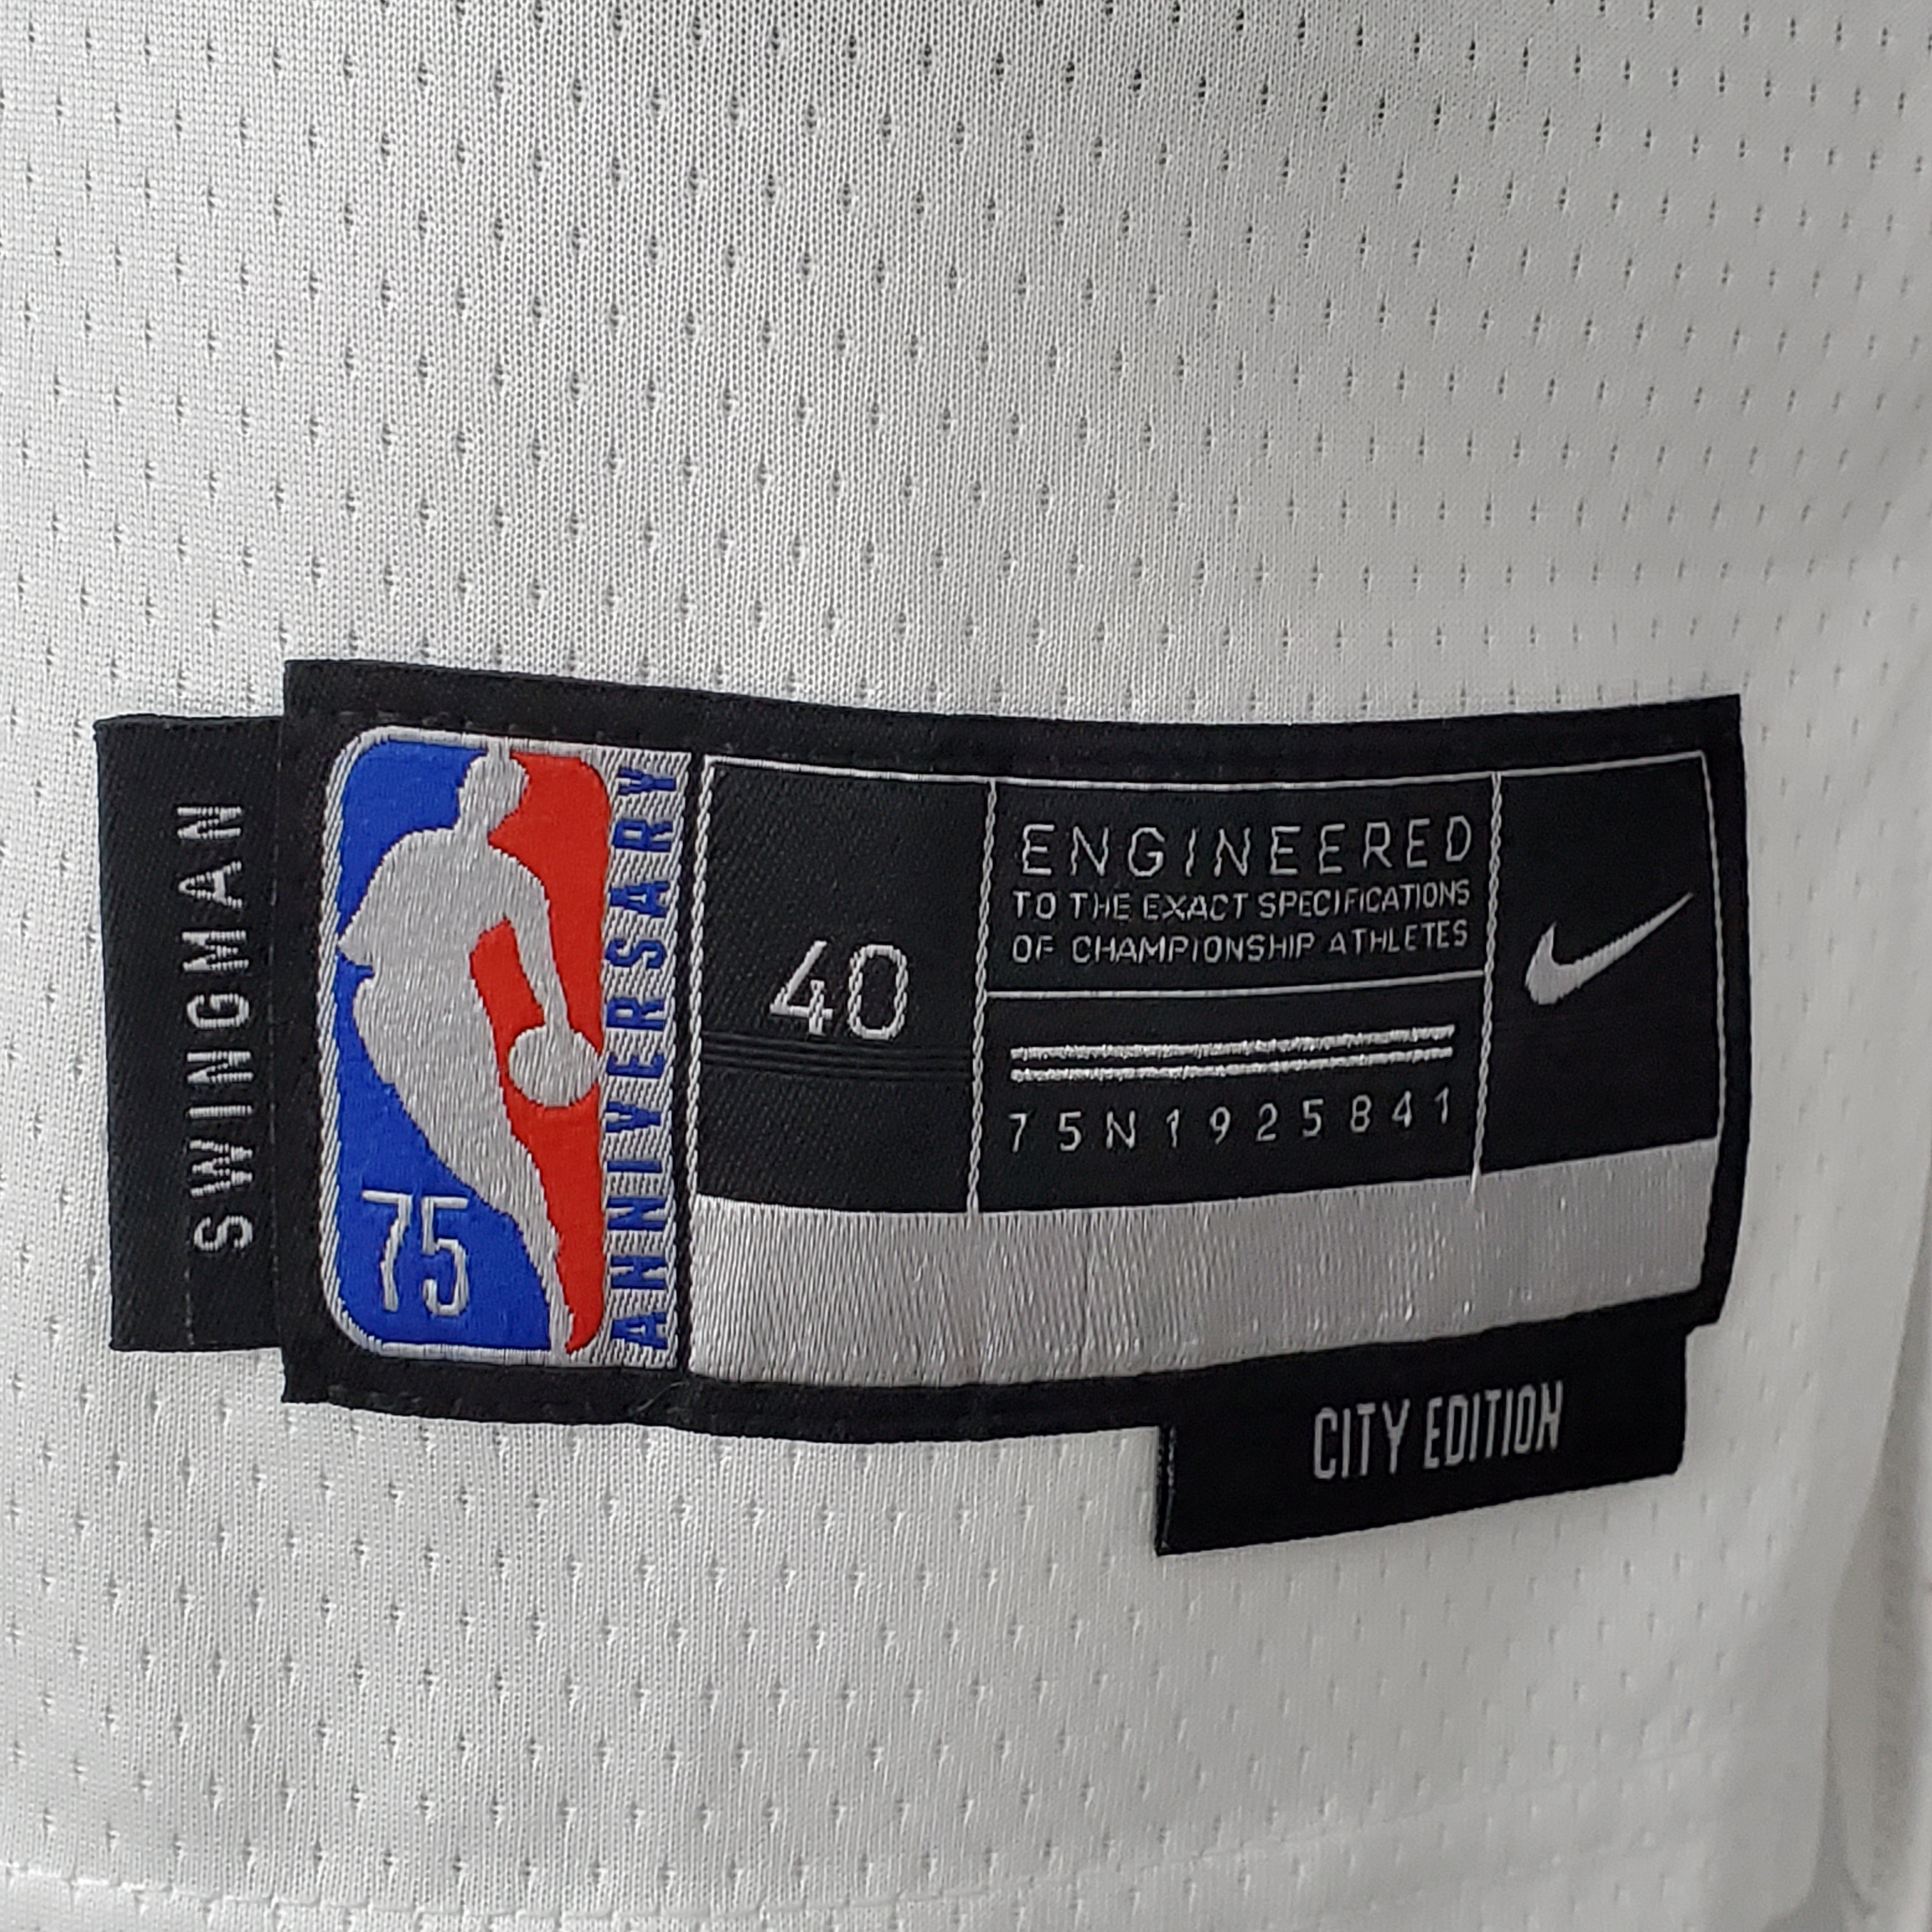 SWINGMAN
75
ANNIVERSARY
40
ENGINEERED
TO THE EXACT SPECIFICATIONS
OF CHAMPIONSHIP ATHLETES
75N1925841
CITY EDITION